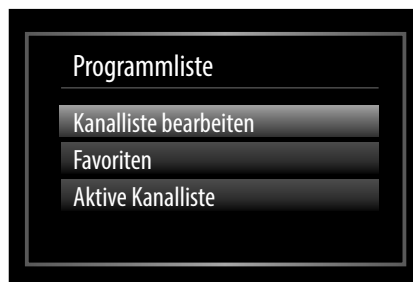 Programmliste
Kanalliste bearbeiten
Favoriten
Aktive Kanalliste